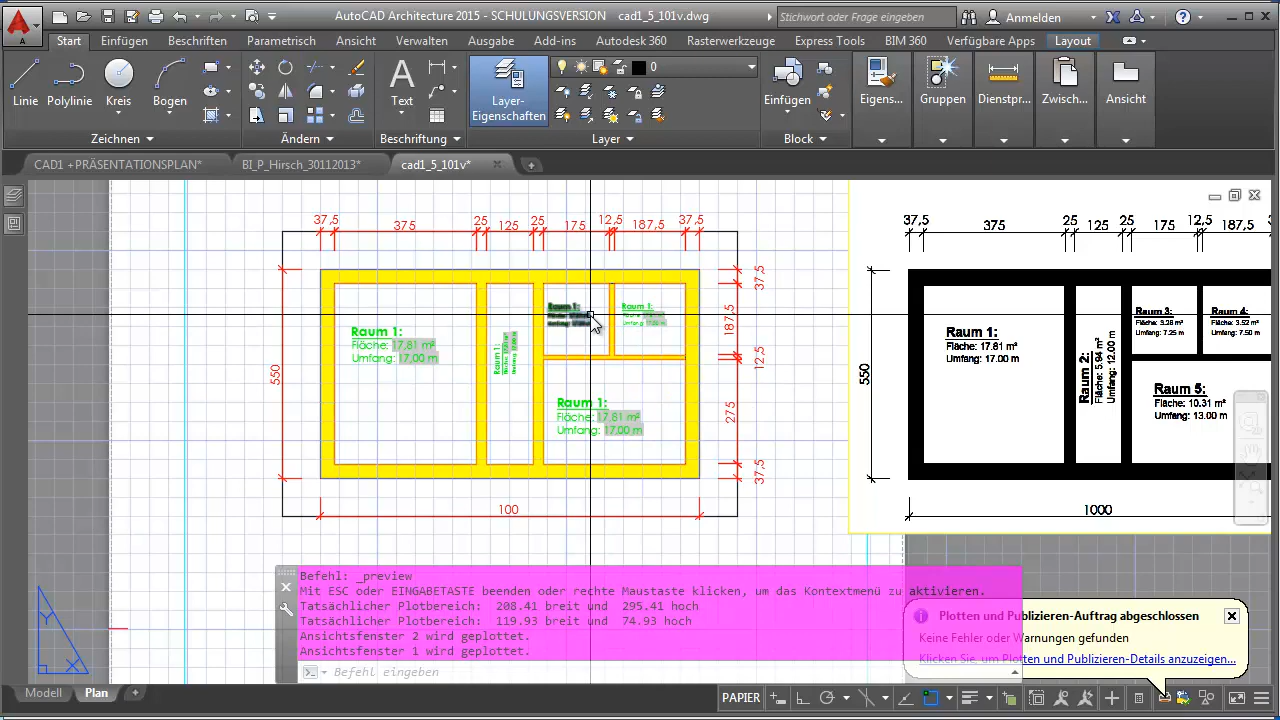 AutoCAD Architecture 2015 - SCHULUNGSVERSION cad1_5_101v.dwg
Stichwort oder Frage eingeben
Anmelden
Start Einfügen Beschriften Parametrisch Ansicht Verwalten Ausgabe Add-ins Autodesk 360 Rasterwerkzeuge Express Tools BIM 360 Verfügbare Apps Layout
0
Linie Polylinie Kreis Bogen Text Layer-Eigenschaften Einfügen Eigens... Gruppen Dienstpr... Zwisch... Ansicht
Zeichnen Ändern Beschriftung Layer Block
CAD1 +PRÄSENTATIONSPLAN* BI_P_Hirsch_30112013* cad1_5_101v*
37,5 375 25 125 25 175 12,5 187,5 37,5
37,5 187,5 12,5 275 37,5
550
100
Raum 1:
Fläche: 17,81 m²
Umfang: 17,00 m
Raum 1:
Raum 1:
Raum 1:
Raum 1:
Fläche: 17,81 m²
Umfang: 17,00 m
37,5 375 25 125 25 175 12,5 187,5
550
1000
Raum 1:
Fläche: 17.81 m²
Umfang: 17.00 m
Raum 2:
Fläche: 5.94 m²
Umfang: 12.00 m
Raum 3:
Fläche: 3.28 m²
Umfang: 7.25 m
Raum 4:
Fläche: 3.52 m²
Umfang: 7.50 m
Raum 5:
Fläche: 10.31 m²
Umfang: 13.00 m
Y
X
Befehl: _preview
Mit ESC oder EINGABETASTE beenden oder rechte Maustaste klicken, um das Kontextmenü zu aktivieren.
Tatsächlicher Plotbereich: 208.41 breit und 295.41 hoch
Tatsächlicher Plotbereich: 119.93 breit und 74.93 hoch
Ansichtsfenster 2 wird geplottet.
Ansichtsfenster 1 wird geplottet.
Befehl eingeben
Plotten und Publizieren-Auftrag abgeschlossen
Keine Fehler oder Warnungen gefunden
Klicken Sie, um Plotten und Publizieren-Details anzuzeigen...
Modell Plan
PAPIER